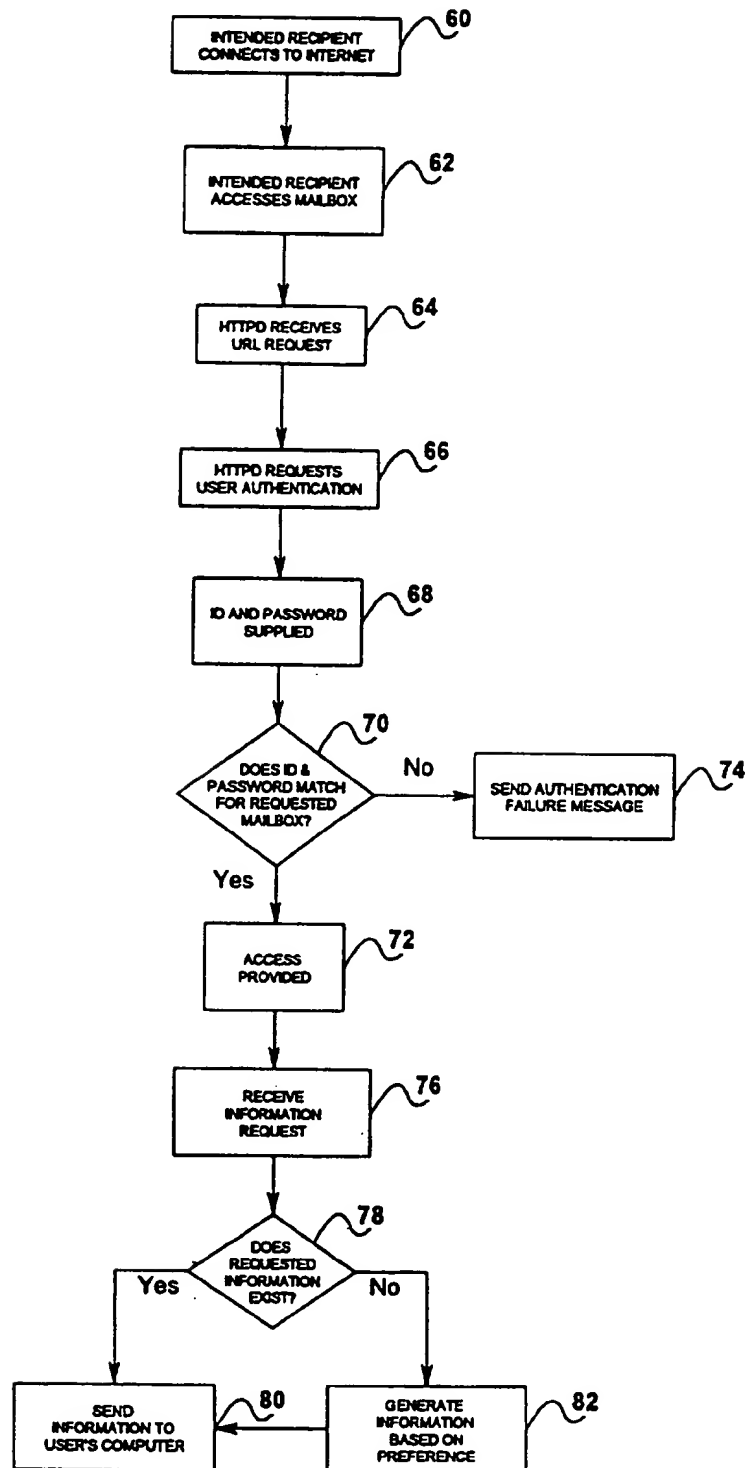 60
INTENDED RECIPIENT
CONNECTS TO INTERNET
62
INTENDED RECIPIENT
ACCESSES MAILBOX
64
HTTPD RECEIVES
URL REQUEST
66
HTTPD REQUESTS
USER AUTHENTICATION
68
ID AND PASSWORD
SUPPLIED
70
DOES ID &
PASSWORD MATCH
FOR REQUESTED
MAILBOX?
No
74
SEND AUTHENTICATION
FAILURE MESSAGE
Yes
72
ACCESS
PROVIDED
76
RECEIVE
INFORMATION
REQUEST
78
DOES
REQUESTED
INFORMATION
EXIST?
Yes
No
80
SEND
INFORMATION TO
USER'S COMPUTER
82
GENERATE
INFORMATION
BASED ON
PREFERENCE